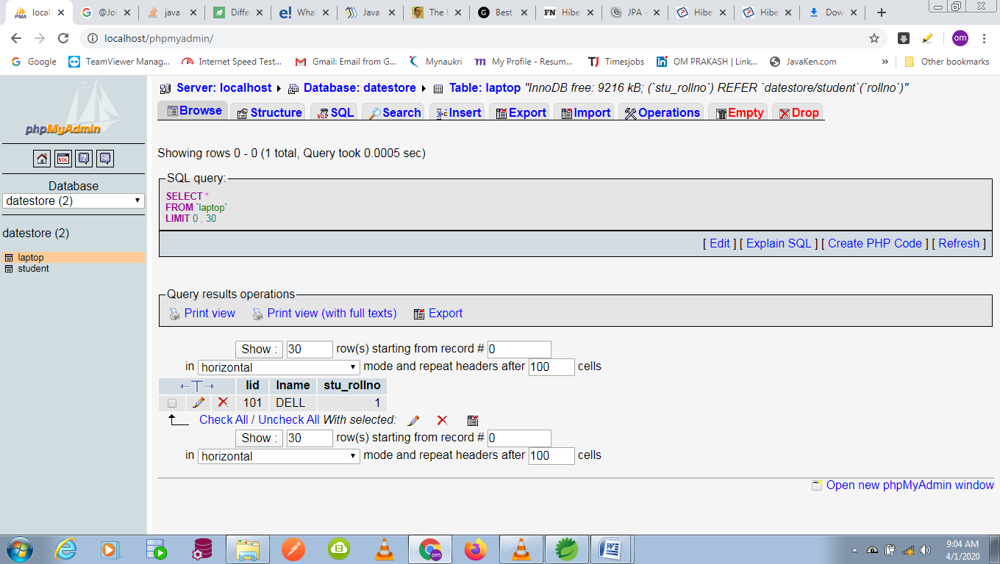 local
@Joi
java
Diffe
Wha
Java
The I
Best
Hibe
JPA
Hibe
Hibe
Dow
localhost/phpmyadmin/
om
Google
TeamViewer Manag...
Internet Speed Test...
Gmail: Email from G...
Mynaukri
My Profile - Resum...
Timesjobs
OM PRAKASH | Link...
JavaKen.com
»
Other bookmarks
phpMyAdmin
Database
datestore (2)
datestore (2)
laptop
student
Server: localhost Database: datestore Table: laptop "InnoDB free: 9216 kB; (`stu_rollno`) REFER `datestore/student`(`rollno`)"
Browse Structure SQL Search Insert Export Import Operations Empty Drop
Showing rows 0 - 0 (1 total, Query took 0.0005 sec)
SQL query:
SELECT *
FROM `laptop`
LIMIT 0 , 30
[ Edit ] [ Explain SQL ] [ Create PHP Code ] [ Refresh ]
Query results operations
Print view Print view (with full texts) Export
Show : 30 row(s) starting from record # 0
in horizontal mode and repeat headers after 100 cells
←T→ lid lname stu_rollno
101 DELL 1
Check All / Uncheck All With selected:
Show : 30 row(s) starting from record # 0
in horizontal mode and repeat headers after 100 cells
Open new phpMyAdmin window
9:04 AM
4/1/2020